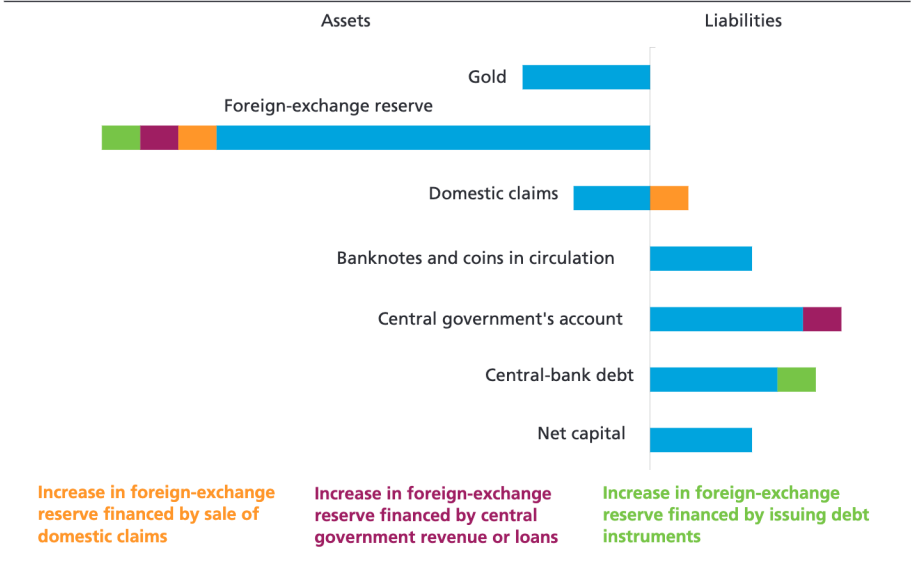 Assets
Liabilities
Gold
Foreign-exchange reserve
Domestic claims
Banknotes and coins in circulation
Central government's account
Central-bank debt
Net capital
Increase in foreign-exchange
reserve financed by sale of
domestic claims
Increase in foreign-exchange
reserve financed by central
government revenue or loans
Increase in foreign-exchange
reserve financed by issuing debt
instruments